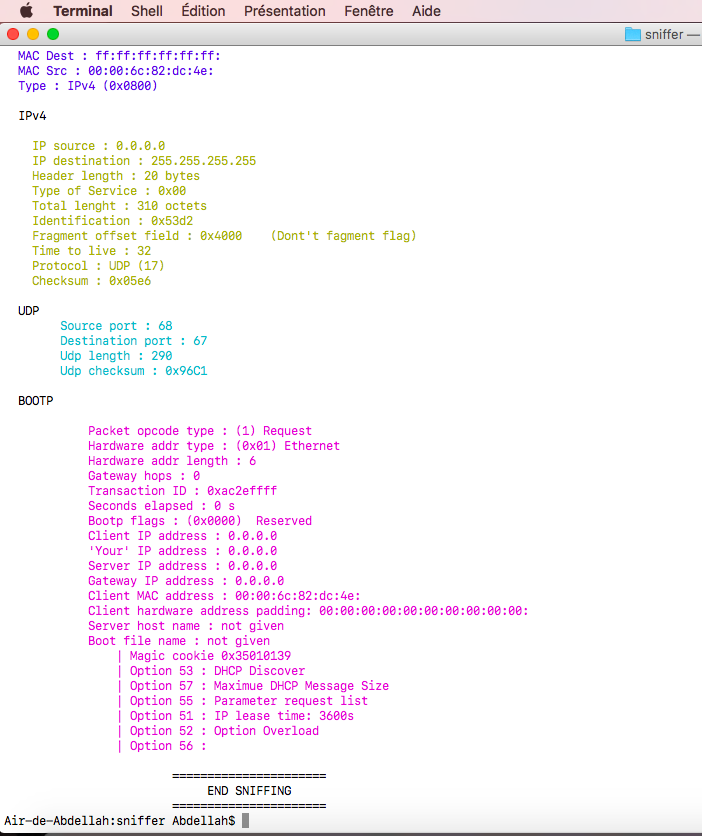 Terminal Shell Édition Présentation Fenêtre Aide
sniffer —
MAC Dest : ff:ff:ff:ff:ff:ff:
MAC Src : 00:00:6c:82:dc:4e:
Type : IPv4 (0x0800)
IPv4
IP source : 0.0.0.0
IP destination : 255.255.255.255
Header length : 20 bytes
Type of Service : 0x00
Total lenght : 310 octets
Identification : 0x53d2
Fragment offset field : 0x4000 (Don't fagment flag)
Time to live : 32
Protocol : UDP (17)
Checksum : 0x05e6
UDP
Source port : 68
Destination port : 67
Udp length : 290
Udp checksum : 0x96C1
BOOTP
Packet opcode type : (1) Request
Hardware addr type : (0x01) Ethernet
Hardware addr length : 6
Gateway hops : 0
Transaction ID : 0xac2effff
Seconds elapsed : 0 s
Bootp flags : (0x0000) Reserved
Client IP address : 0.0.0.0
'Your' IP address : 0.0.0.0
Server IP address : 0.0.0.0
Gateway IP address : 0.0.0.0
Client MAC address : 00:00:6c:82:dc:4e:
Client hardware address padding: 00:00:00:00:00:00:00:00:00:00:
Server host name : not given
Boot file name : not given
| Magic cookie 0x35010139
| Option 53 : DHCP Discover
| Option 57 : Maximue DHCP Message Size
| Option 55 : Parameter request list
| Option 51 : IP lease time: 3600s
| Option 52 : Option Overload
| Option 56 :
======================
END SNIFFING
======================
Air-de-Abdellah:sniffer Abdellah$